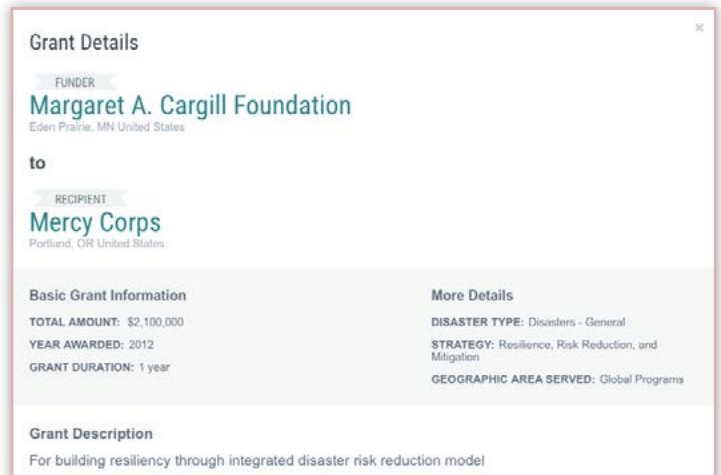 ×
Grant Details
FUNDER
Margaret A. Cargill Foundation
Eden Prairie, MN United States
to
RECIPIENT
Mercy Corps
Portland, OR United States
Basic Grant Information
TOTAL AMOUNT: $2,100,000
YEAR AWARDED: 2012
GRANT DURATION: 1 year
More Details
DISASTER TYPE: Disasters - General
STRATEGY: Resilience, Risk Reduction, and
Mitigation
GEOGRAPHIC AREA SERVED: Global Programs
Grant Description
For building resiliency through integrated disaster risk reduction model